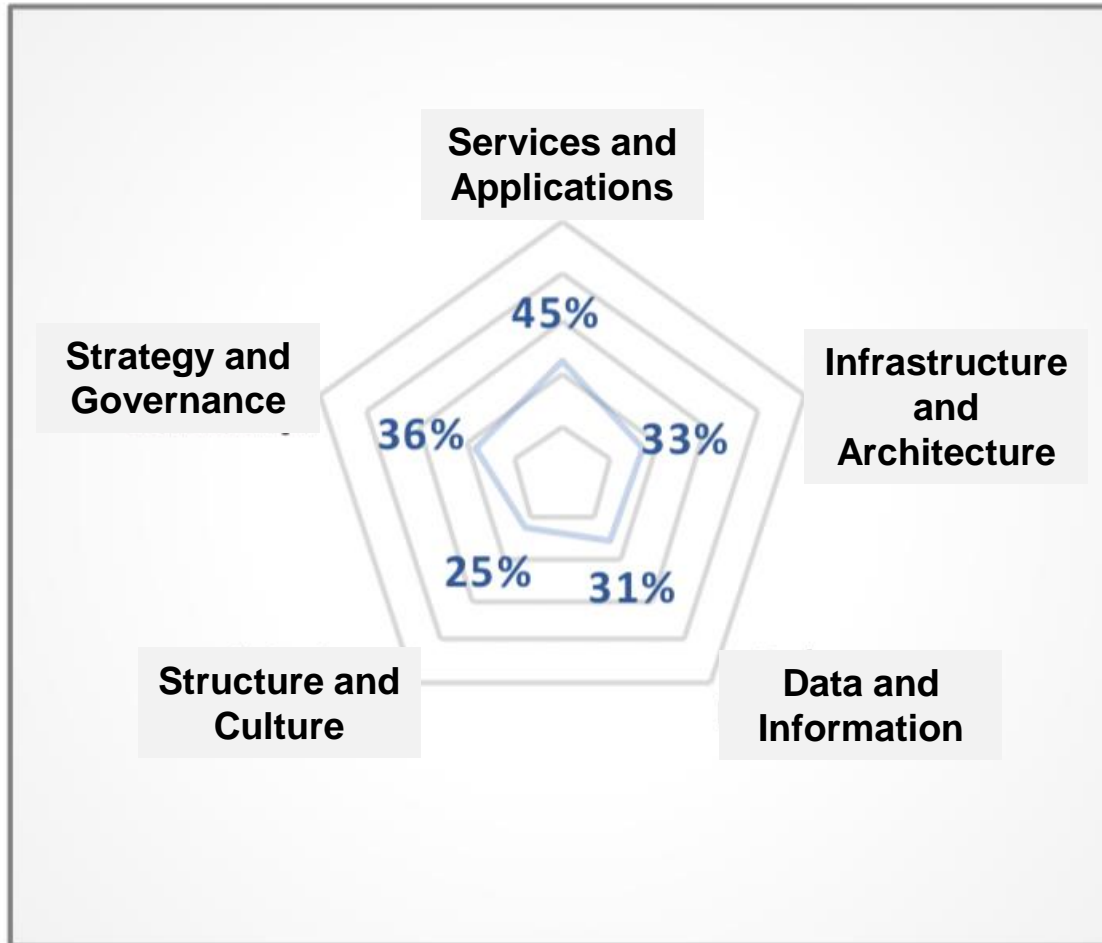 Services and
Applications
45%
Strategy and
Governance
Infrastructure
and
Architecture
36%
33%
25%
31%
Structure and
Culture
Data and
Information